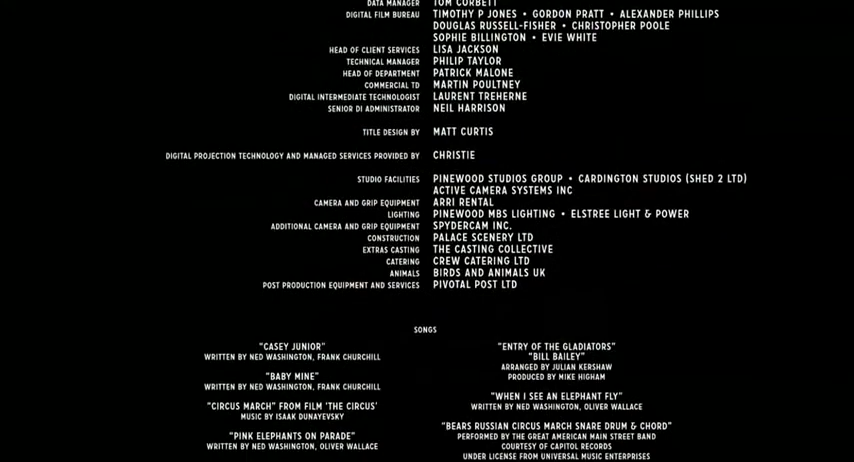 DATA MANAGER TOM CORBETT
DIGITAL FILM BUREAU TIMOTHY P JONES • GORDON PRATT • ALEXANDER PHILLIPS
DOUGLAS RUSSELL-FISHER • CHRISTOPHER POOLE
SOPHIE BILLINGTON • EVIE WHITE
HEAD OF CLIENT SERVICES LISA JACKSON
TECHNICAL MANAGER PHILIP TAYLOR
HEAD OF DEPARTMENT PATRICK MALONE
COMMERCIAL TD MARTIN POULTNEY
DIGITAL INTERMEDIATE TECHNOLOGIST LAURENT TREHERNE
SENIOR DI ADMINISTRATOR NEIL HARRISON
TITLE DESIGN BY MATT CURTIS
DIGITAL PROJECTION TECHNOLOGY AND MANAGED SERVICES PROVIDED BY CHRISTIE
STUDIO FACILITIES PINEWOOD STUDIOS GROUP • CARDINGTON STUDIOS (SHED 2 LTD)
ACTIVE CAMERA SYSTEMS INC
CAMERA AND GRIP EQUIPMENT ARRI RENTAL
LIGHTING PINEWOOD MBS LIGHTING • ELSTREE LIGHT & POWER
ADDITIONAL CAMERA AND GRIP EQUIPMENT SPYDERCAM INC.
CONSTRUCTION PALACE SCENERY LTD
EXTRAS CASTING THE CASTING COLLECTIVE
CATERING CREW CATERING LTD
ANIMALS BIRDS AND ANIMALS UK
POST PRODUCTION EQUIPMENT AND SERVICES PIVOTAL POST LTD
SONGS
"CASEY JUNIOR"
WRITTEN BY NED WASHINGTON, FRANK CHURCHILL
"BABY MINE"
WRITTEN BY NED WASHINGTON, FRANK CHURCHILL
"CIRCUS MARCH" FROM FILM 'THE CIRCUS'
MUSIC BY ISAAK DUNAYEVSKY
"PINK ELEPHANTS ON PARADE"
WRITTEN BY NED WASHINGTON, OLIVER WALLACE
"ENTRY OF THE GLADIATORS"
"BILL BAILEY"
ARRANGED BY JULIAN KERSHAW
PRODUCED BY MIKE HIGHAM
"WHEN I SEE AN ELEPHANT FLY"
WRITTEN BY NED WASHINGTON, OLIVER WALLACE
"BEARS RUSSIAN CIRCUS MARCH SNARE DRUM & CHORD"
PERFORMED BY THE GREAT AMERICAN MAIN STREET BAND
COURTESY OF CAPITOL RECORDS
UNDER LICENSE FROM UNIVERSAL MUSIC ENTERPRISES